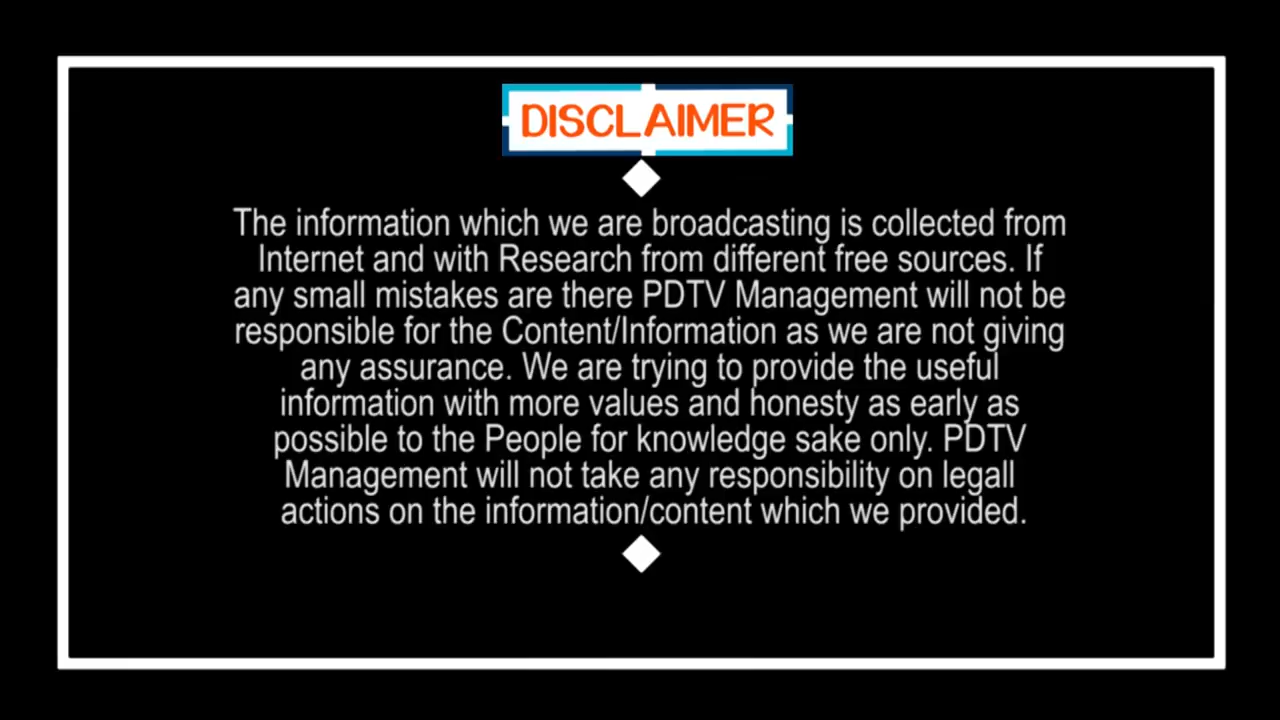 DISCLAIMER
The information which we are broadcasting is collected from
Internet and with Research from different free sources. If
any small mistakes are there PDTV Management will not be
responsible for the Content/Information as we are not giving
any assurance. We are trying to provide the useful
information with more values and honesty as early as
possible to the People for knowledge sake only. PDTV
Management will not take any responsibility on legall
actions on the information/content which we provided.